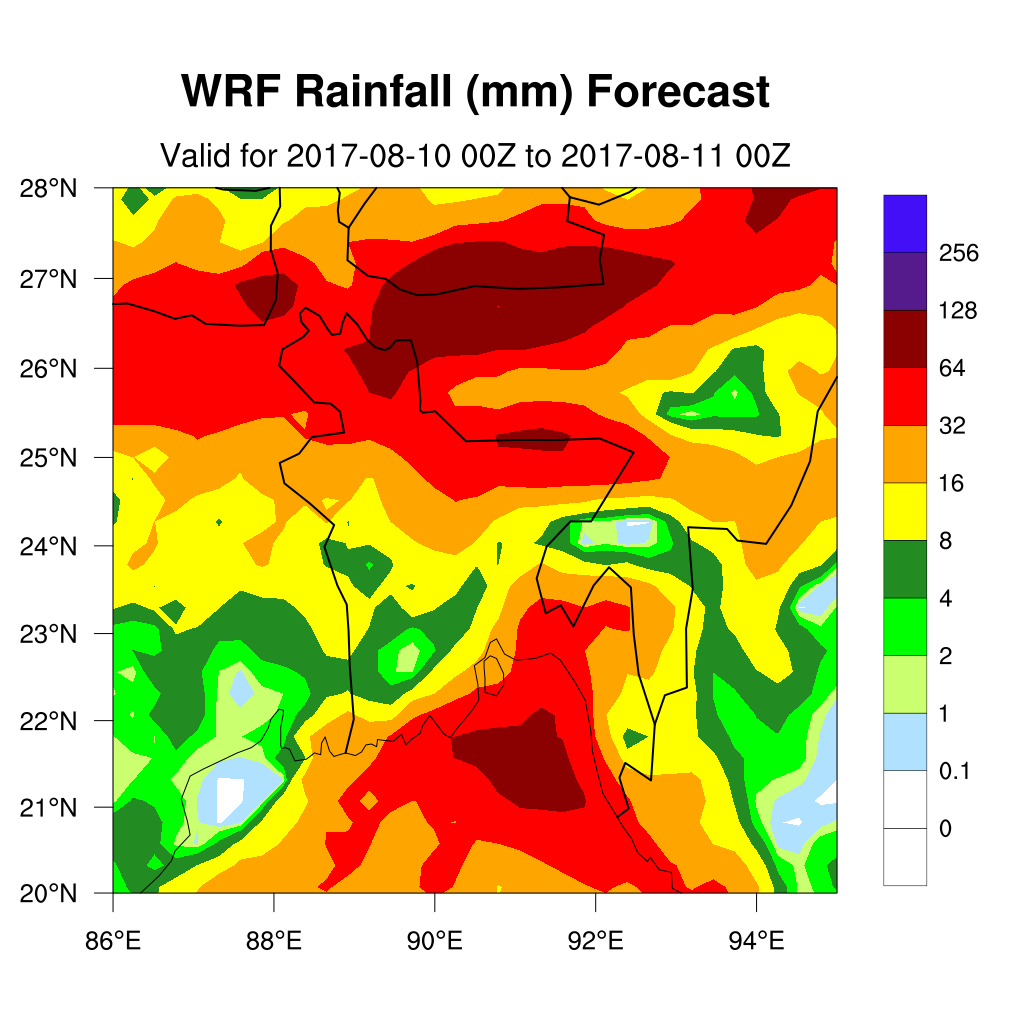 WRF Rainfall (mm) Forecast
Valid for 2017-08-10 00Z to 2017-08-11 00Z
28°N
27°N
26°N
25°N
24°N
23°N
22°N
21°N
20°N
86°E 88°E 90°E 92°E 94°E
256
128
64
32
16
8
4
2
1
0.1
0